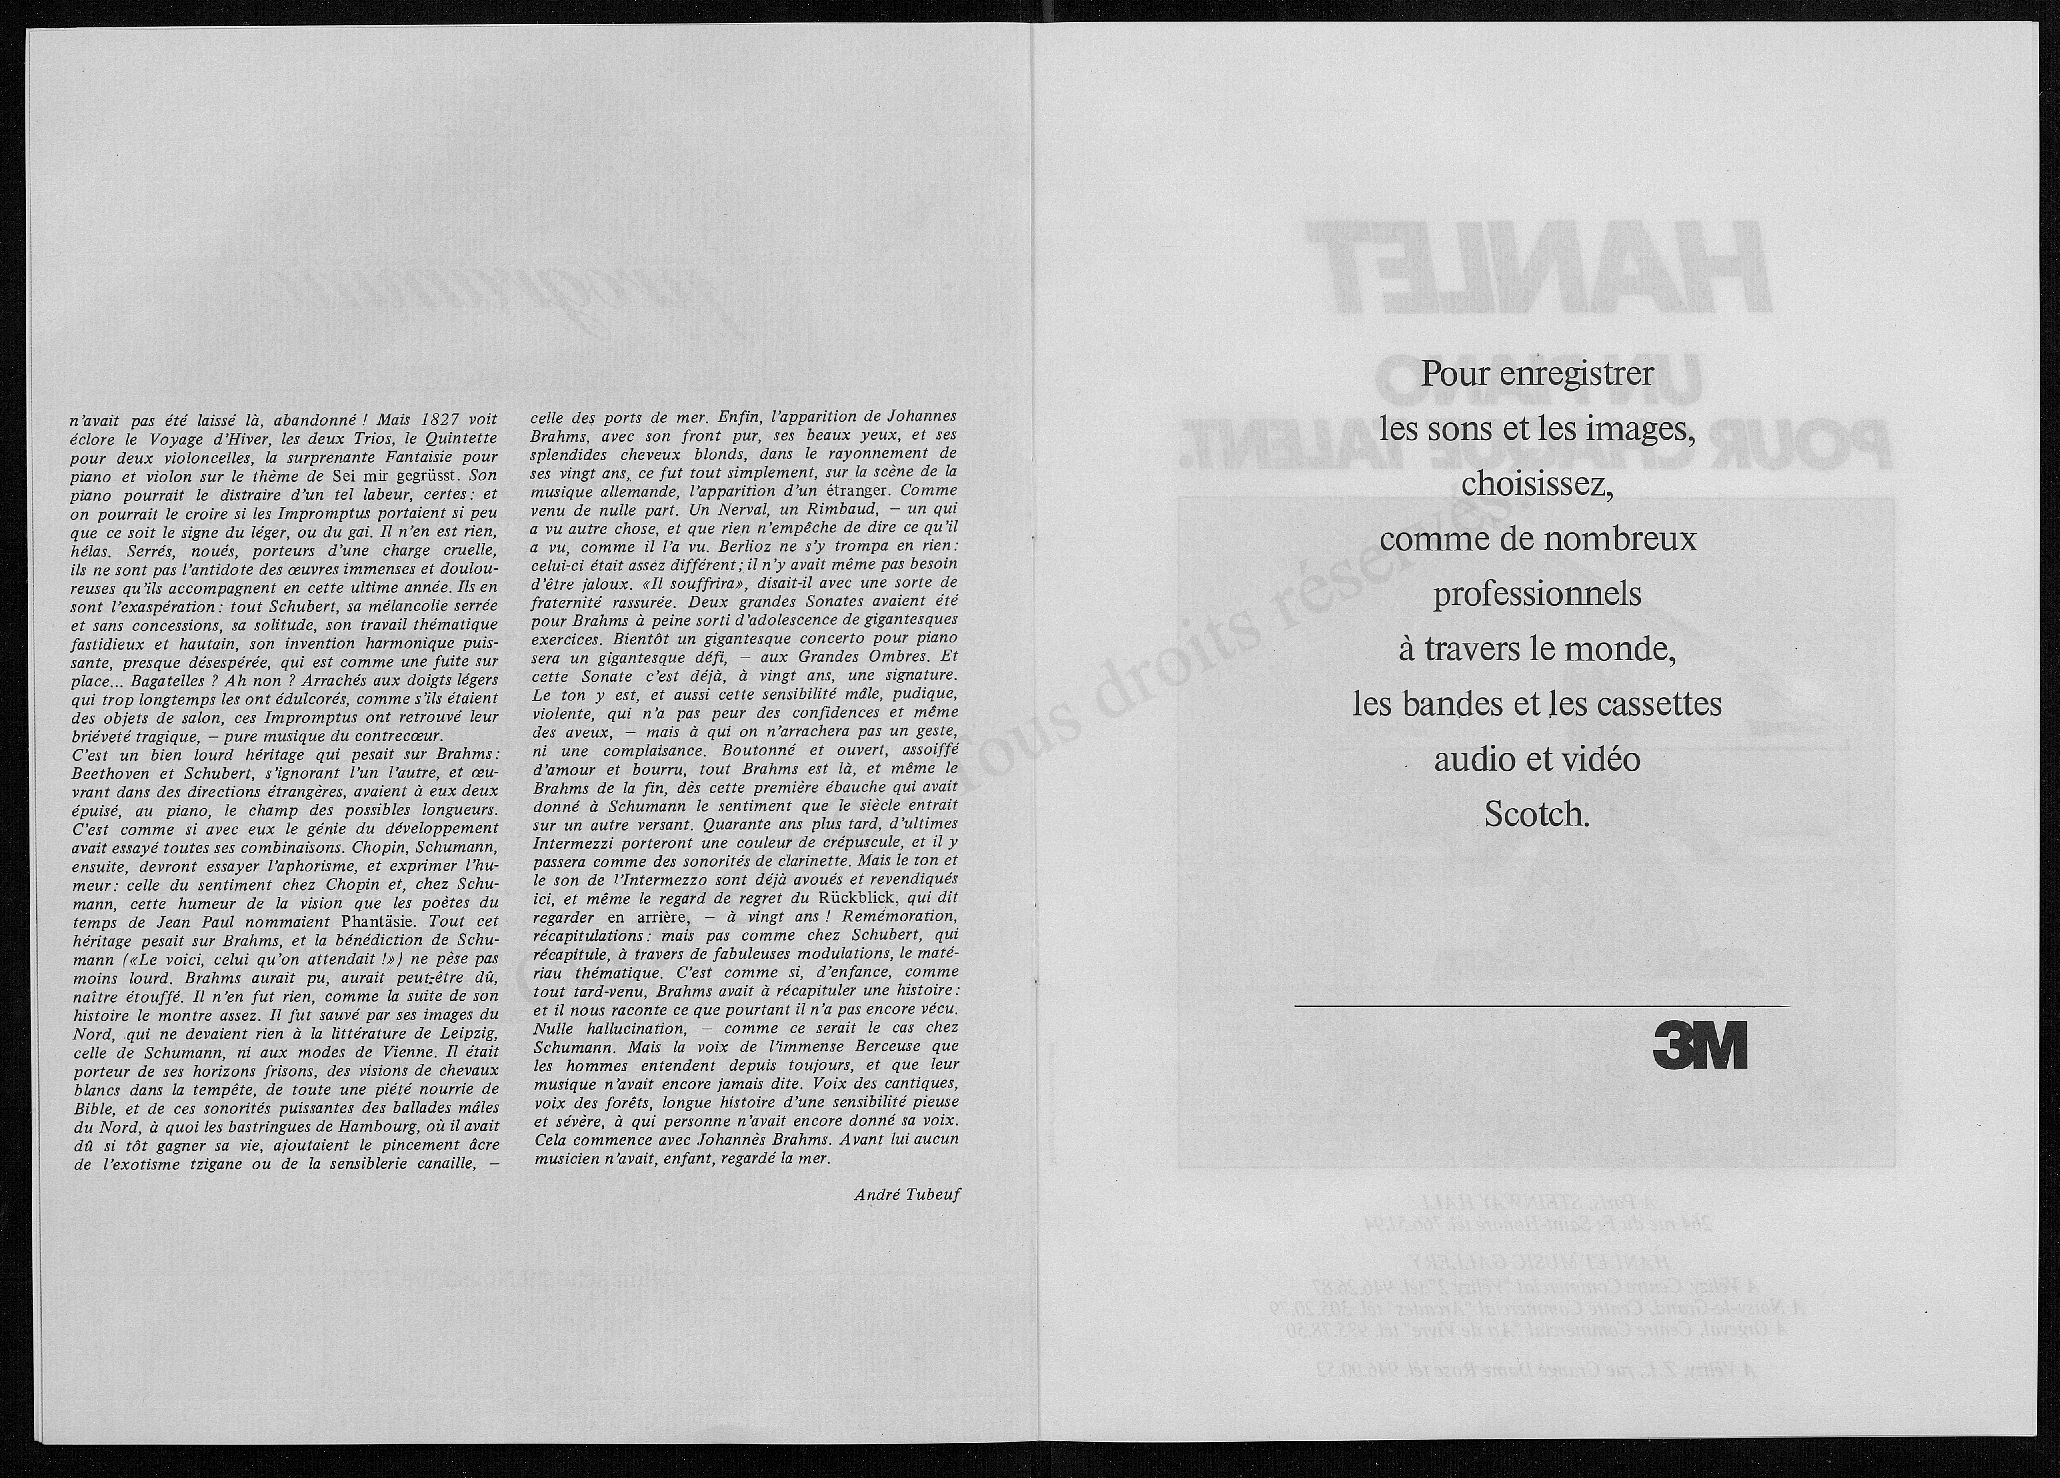 n'avait pas été laissé là, abandonné ! Mais 1827 voit
éclore le Voyage d'Hiver, les deux Trios, le Quintette
pour deux violoncelles, la surprenante Fantaisie pour
piano et violon sur le thème de Sei mir gegrüsst. Son
piano pourrait le distraire d'un tel labeur, certes : et
on pourrait le croire si les Impromptus portaient si peu
que ce soit le signe du léger, ou du gai. Il n'en est rien,
hélas. Serrés, noués, porteurs d'une charge cruelle,
ils ne sont pas l'antidote des œuvres immenses et doulou-
reuses qu'ils accompagnent en cette ultime année. Ils en
sont l'exaspération : tout Schubert, sa mélancolie serrée
et sans concessions, sa solitude, son travail thématique
fastidieux et hautain, son invention harmonique puis-
sante, presque désespérée, qui est comme une fuite sur
place... Bagatelles ? Ah non ? Arrachés aux doigts légers
qui trop longtemps les ont édulcorés, comme s'ils étaient
des objets de salon, ces Impromptus ont retrouvé leur
briéveté tragique, – pure musique du contrecœur.
C'est un bien lourd héritage qui pesait sur Brahms :
Beethoven et Schubert, s'ignorant l'un l'autre, et œu-
vrant dans des directions étrangères, avaient à eux deux
épuisé, au piano, le champ des possibles longueurs.
C'est comme si avec eux le génie du développement
avait essayé toutes ses combinaisons. Chopin, Schumann,
ensuite, devront essayer l'aphorisme, et exprimer l'hu-
meur : celle du sentiment chez Chopin et, chez Schu-
mann, cette humeur de la vision que les poètes du
temps de Jean Paul nommaient Phantäsie. Tout cet
héritage pesait sur Brahms, et la bénédiction de Schu-
mann («Le voici, celui qu'on attendait !») ne pèse pas
moins lourd. Brahms aurait pu, aurait peut-être dû,
naître étouffé. Il n'en fut rien, comme la suite de son
histoire le montre assez. Il fut sauvé par ses images du
Nord, qui ne devaient rien à la littérature de Leipzig,
celle de Schumann, ni aux modes de Vienne. Il était
porteur de ses horizons frisons, des visions de chevaux
blancs dans la tempête, de toute une piété nourrie de
Bible, et de ces sonorités puissantes des ballades mâles
du Nord, à quoi les bastringues de Hambourg, où il avait
dû si tôt gagner sa vie, ajoutaient le pincement âcre
de l'exotisme tzigane ou de la sensiblerie canaille, –
celle des ports de mer. Enfin, l'apparition de Johannes
Brahms, avec son front pur, ses beaux yeux, et ses
splendides cheveux blonds, dans le rayonnement de
ses vingt ans, ce fut tout simplement, sur la scène de la
musique allemande, l'apparition d'un étranger. Comme
venu de nulle part. Un Nerval, un Rimbaud, – un qui
a vu autre chose, et que rien n'empêche de dire ce qu'il
a vu, comme il l'a vu. Berlioz ne s'y trompa en rien :
celui-ci était assez différent ; il n'y avait même pas besoin
d'être jaloux. «Il souffrira», disait-il avec une sorte de
fraternité rassurée. Deux grandes Sonates avaient été
pour Brahms à peine sorti d'adolescence de gigantesques
exercices. Bientôt un gigantesque concerto pour piano
sera un gigantesque défi, – aux Grandes Ombres. Et
cette Sonate c'est déjà, à vingt ans, une signature.
Le ton y est, et aussi cette sensibilité mâle, pudique,
violente, qui n'a pas peur des confidences et même
des aveux, – mais à qui on n'arrachera pas un geste,
ni une complaisance. Boutonné et ouvert, assoiffé
d'amour et bourru, tout Brahms est là, et même le
Brahms de la fin, dès cette première ébauche qui avait
donné à Schumann le sentiment que le siècle entrait
sur un autre versant. Quarante ans plus tard, d'ultimes
Intermezzi porteront une couleur de crépuscule, et il y
passera comme des sonorités de clarinette. Mais le ton et
le son de l'Intermezzo sont déjà avoués et revendiqués
ici, et même le regard de regret du Rückblick, qui dit
regarder en arrière, – à vingt ans ! Remémoration,
récapitulations : mais pas comme chez Schubert, qui
récapitule, à travers de fabuleuses modulations, le maté-
riau thématique. C'est comme si, d'enfance, comme
tout tard-venu, Brahms avait à récapituler une histoire :
et il nous raconte ce que pourtant il n'a pas encore vécu.
Nulle hallucination, – comme ce serait le cas chez
Schumann. Mais la voix de l'immense Berceuse que
les hommes entendent depuis toujours, et que leur
musique n'avait encore jamais dite. Voix des cantiques,
voix des forêts, longue histoire d'une sensibilité pieuse
et sévère, à qui personne n'avait encore donné sa voix.
Cela commence avec Johannès Brahms. Avant lui aucun
musicien n'avait, enfant, regardé la mer.
André Tubeuf
Pour enregistrer
les sons et les images,
choisissez,
comme de nombreux
professionnels
à travers le monde,
les bandes et les cassettes
audio et vidéo
Scotch.
3M
Tous droits réservés.
HANLET
UN PIANO
POUR CHAQUE TALENT.
programme